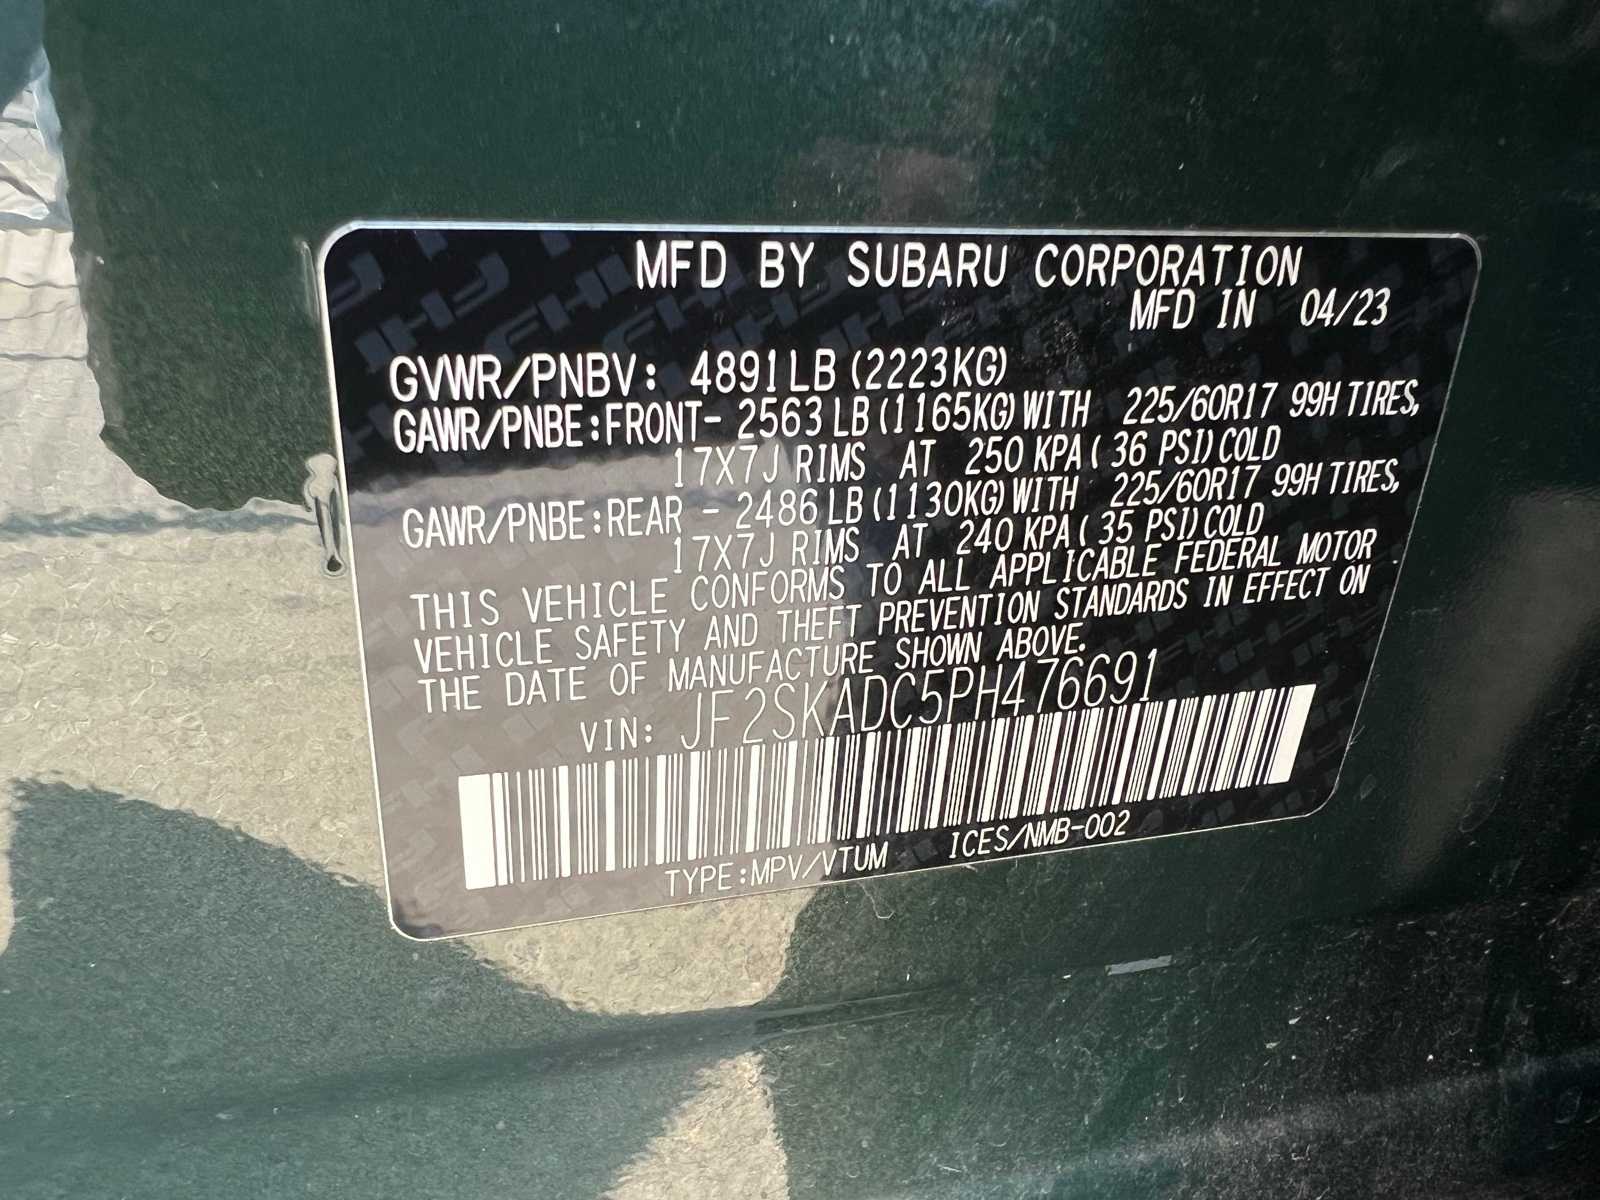 MFD BY SUBARU CORPORATION
MFD IN 04/23
GVWR/PNBV: 4891LB (2223KG)
GAWR/PNBE:FRONT- 2563 LB (1165KG) WITH 225/60R17 99H TIRES,
17X7J RIMS AT 250 KPA ( 36 PSI) COLD
GAWR/PNBE:REAR - 2486 LB (1130KG) WITH 225/60R17 99H TIRES,
17X7J RIMS AT 240 KPA ( 35 PSI) COLD
THIS VEHICLE CONFORMS TO ALL APPLICABLE FEDERAL MOTOR
VEHICLE SAFETY AND THEFT PREVENTION STANDARDS IN EFFECT ON
THE DATE OF MANUFACTURE SHOWN ABOVE.
VIN: JF2SKADC5PH476691
TYPE:MPV/VTUM ICES/NMB-002